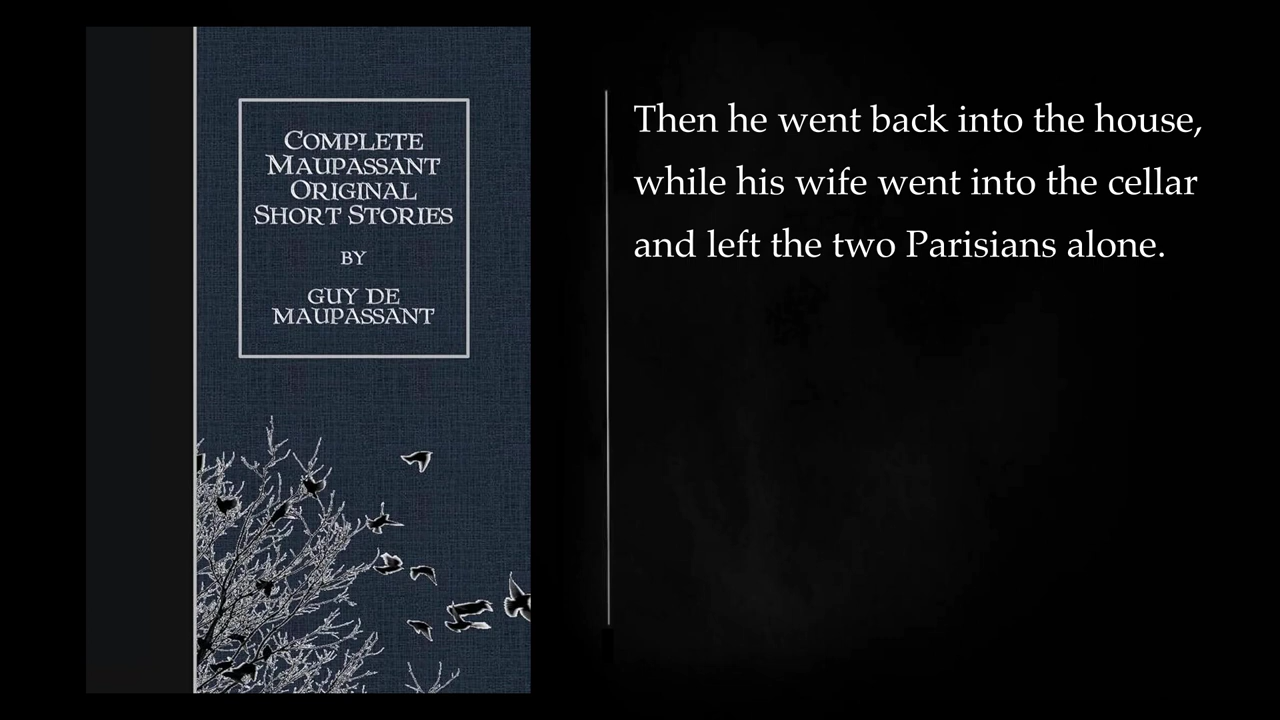 COMPLETE
MAUPASSANT
ORIGINAL
SHORT STORIES
BY
GUY DE
MAUPASSANT
Then he went back into the house,
while his wife went into the cellar
and left the two Parisians alone.